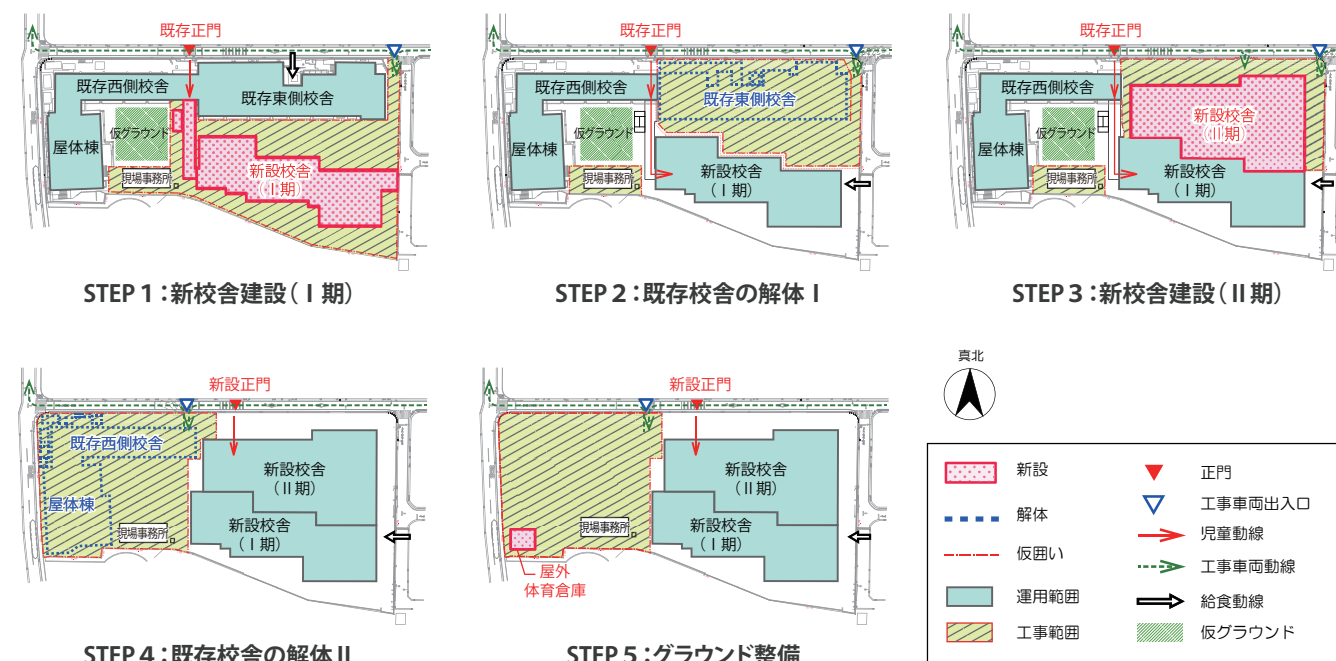 既存正門
既存西側校舎
既存東側校舎
仮グラウンド
屋体棟
現場事務所
新設校舎
（Ⅰ期）
STEP 1：新校舎建設（Ⅰ期）
既存正門
既存西側校舎
既存東側校舎
仮グラウンド
屋体棟
現場事務所
新設校舎
（Ⅰ期）
STEP 2：既存校舎の解体Ⅰ
既存正門
既存西側校舎
新設校舎
（Ⅱ期）
仮グラウンド
屋体棟
現場事務所
新設校舎
（Ⅰ期）
STEP 3：新校舎建設（Ⅱ期）
新設正門
既存西側校舎
屋体棟
現場事務所
新設校舎
（Ⅱ期）
新設校舎
（Ⅰ期）
STEP 4：既存校舎の解体Ⅱ
新設正門
現場事務所
新設校舎
（Ⅱ期）
新設校舎
（Ⅰ期）
屋外
体育倉庫
STEP 5：グラウンド整備
真北
新設
解体
仮囲い
運用範囲
工事範囲
正門
工事車両出入口
児童動線
工事車両動線
給食動線
仮グラウンド